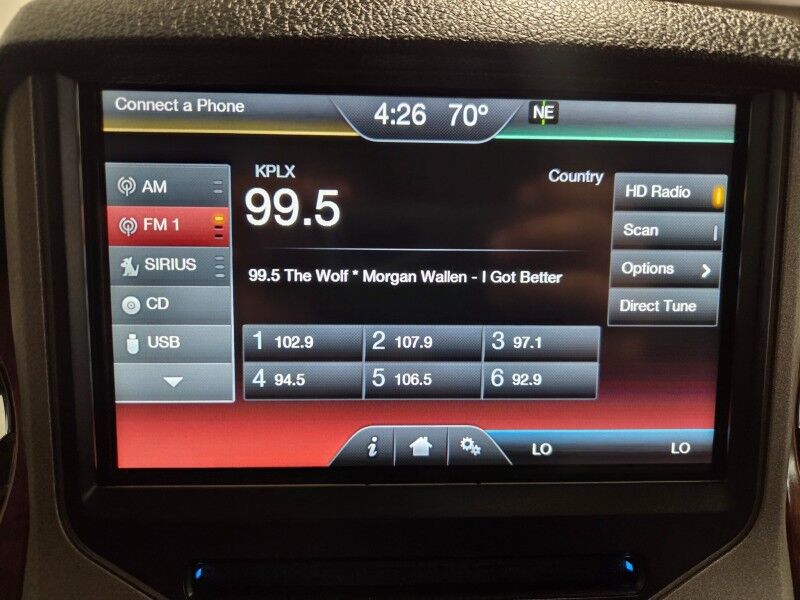 Connect a Phone
4:26 70°
NE
AM
FM 1
SIRIUS
CD
USB
KPLX
99.5
Country
99.5 The Wolf * Morgan Wallen - I Got Better
1 102.9 2 107.9 3 97.1
4 94.5 5 106.5 6 92.9
HD Radio
Scan
Options
Direct Tune
i
LO LO